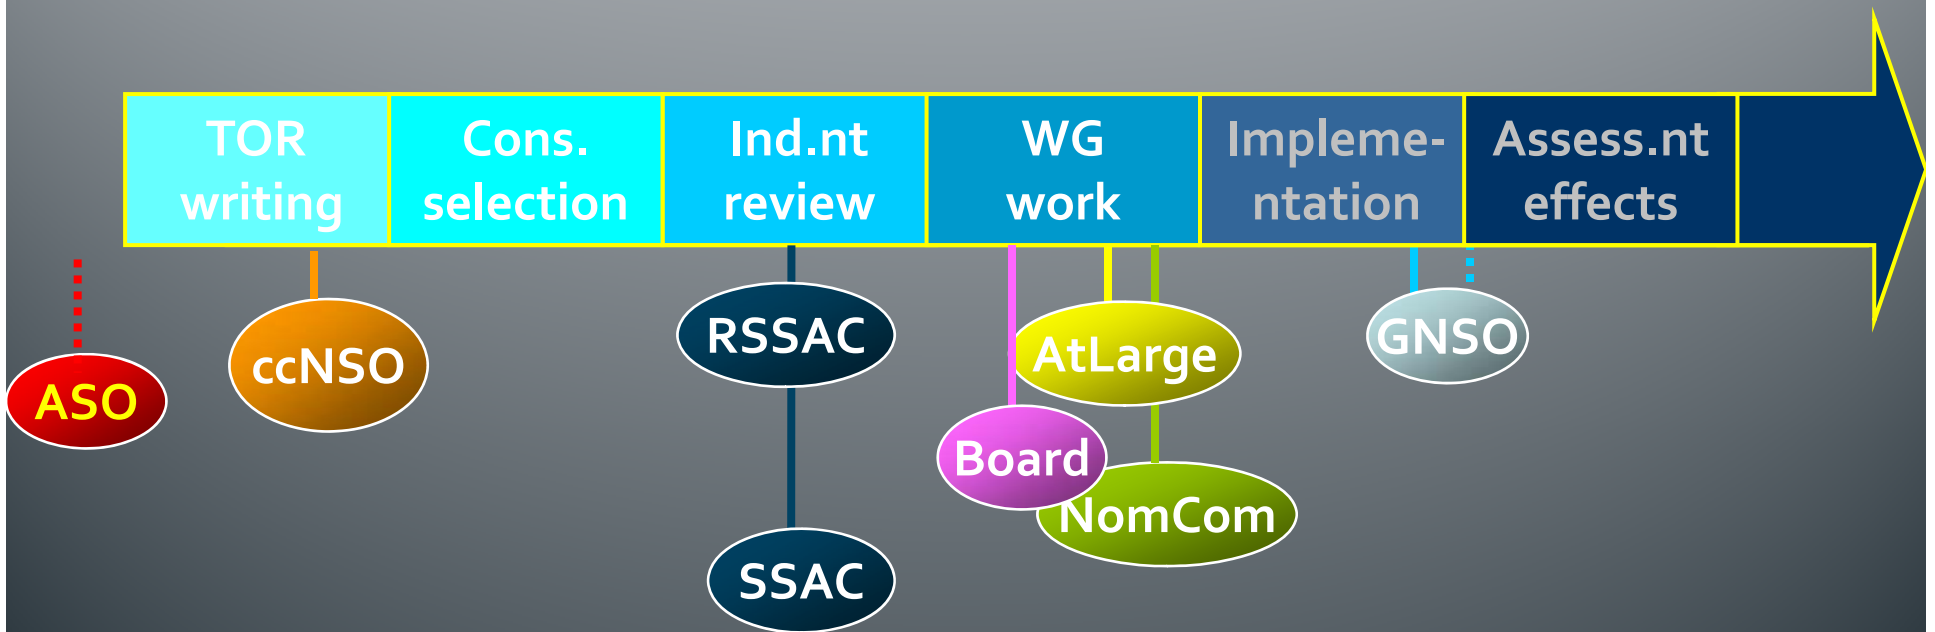 TOR
writing
Cons.
selection
Ind.nt
review
WG
work
Impleme-
ntation
Assess.nt
effects
ASO
ccNSO
RSSAC
SSAC
AtLarge
Board
NomCom
GNSO